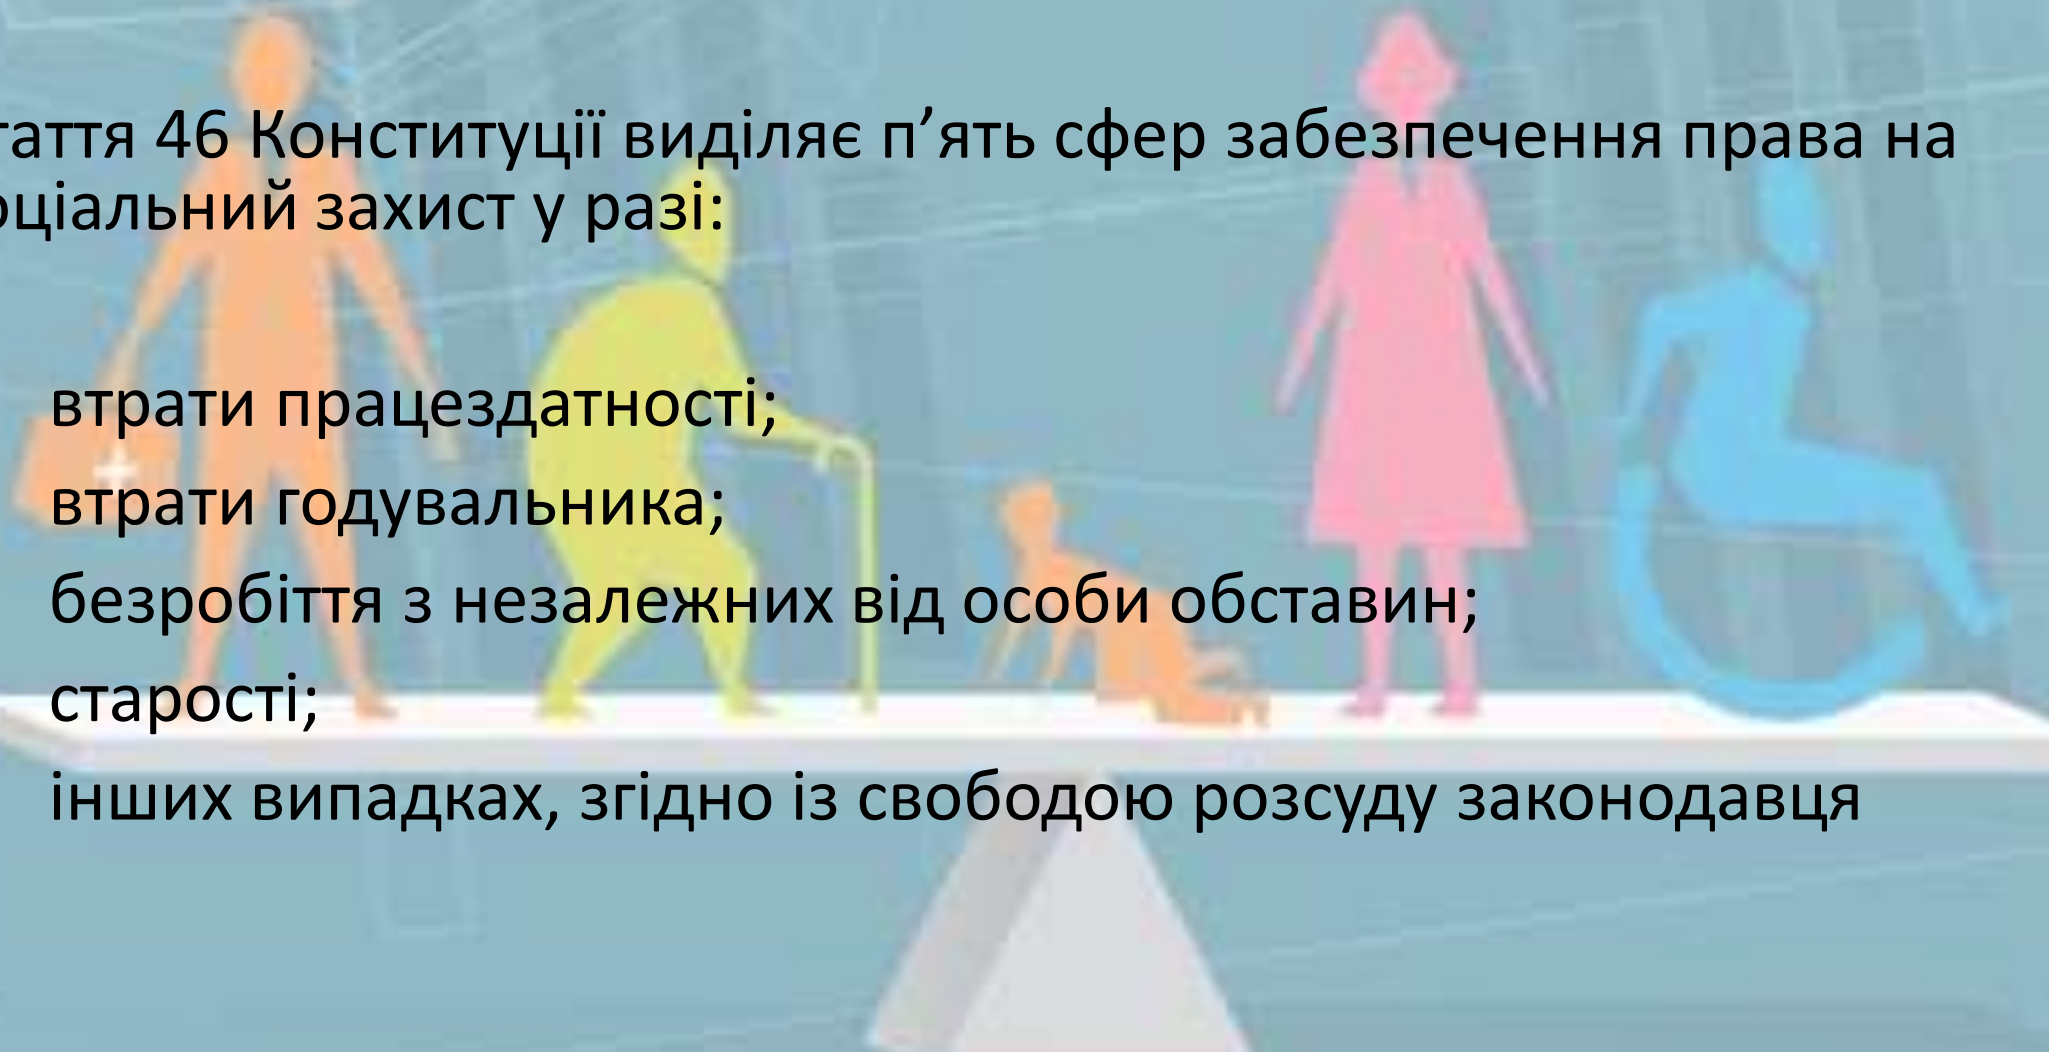 таття 46 Конституції виділяє п’ять сфер забезпечення права на
оціальний захист у разі:
втрати працездатності;
втрати годувальника;
безробіття з незалежних від особи обставин;
старості;
інших випадках, згідно із свободою розсуду законодавця